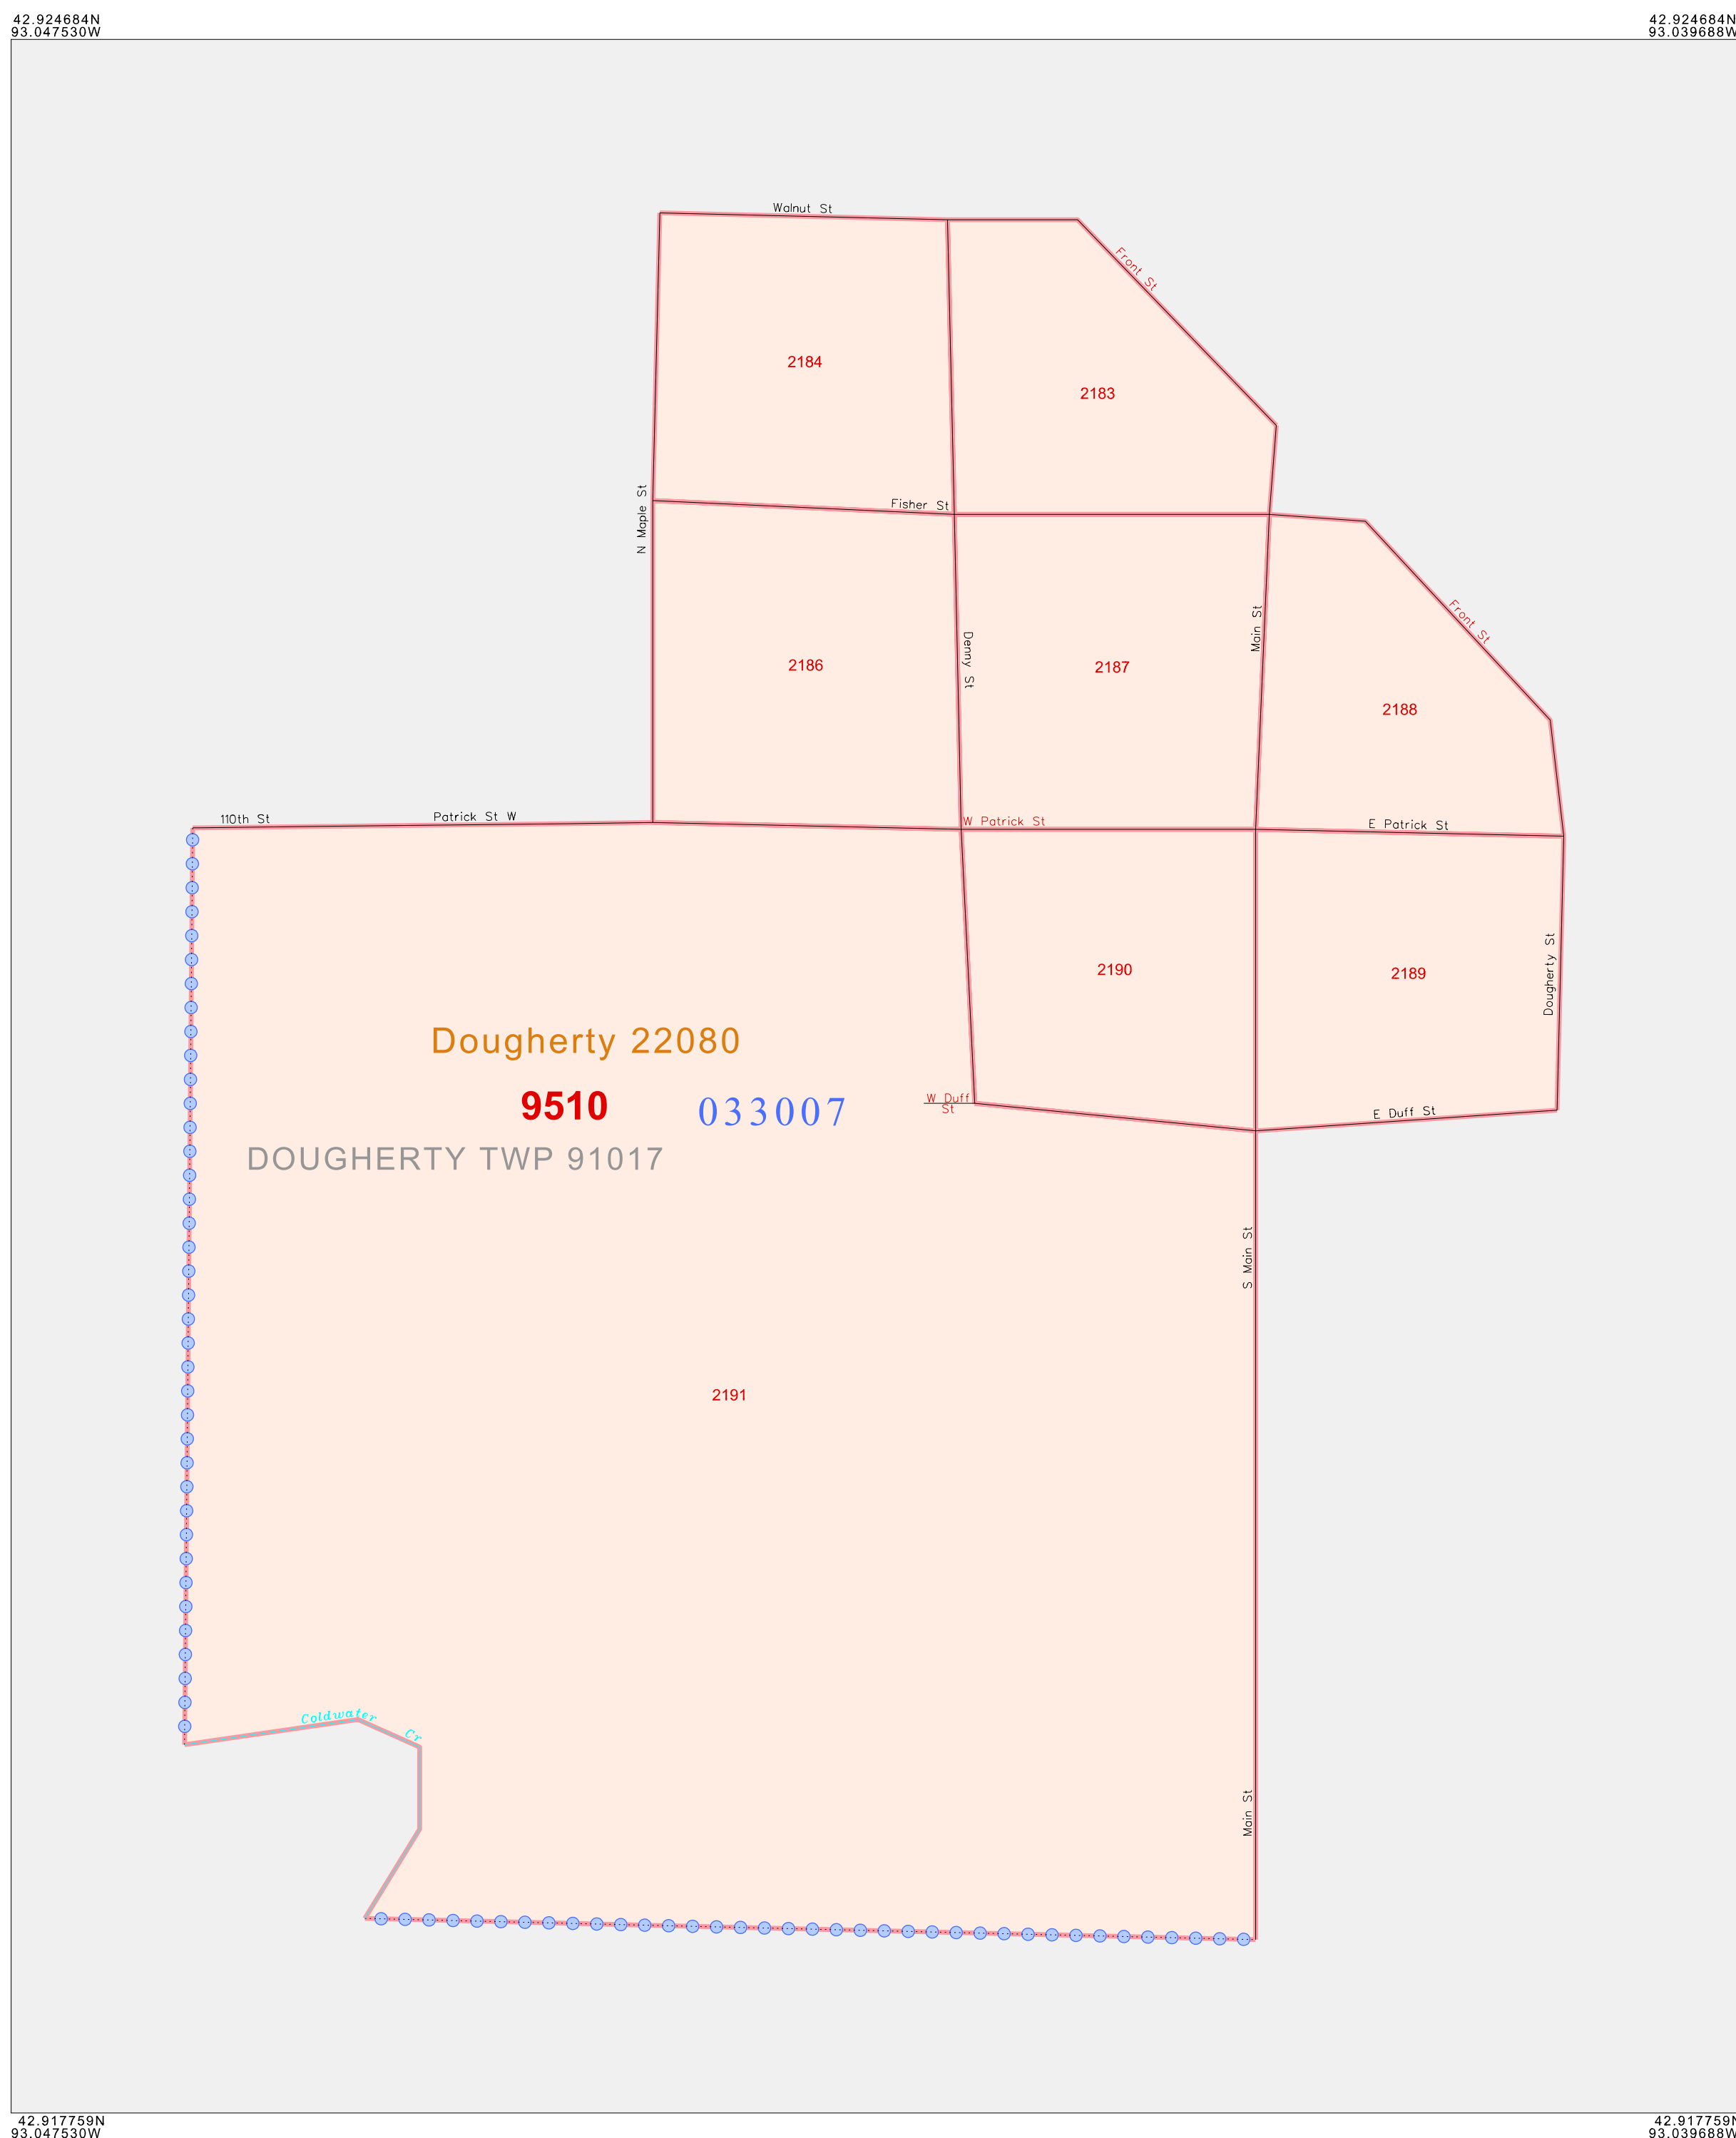 42.924684N
93.047530W
42.924684N
93.039688W
Walnut St
Front St
2184
2183
N Maple St
Fisher St
Front St
Main St
Denny St
2186
2187
2188
110th St
Patrick St W
W Patrick St
E Patrick St
2190
2189
Dougherty St
Dougherty 22080
9510
033007
W Duff
St
E Duff St
DOUGHERTY TWP 91017
S Main St
2191
Coldwater Cr
Main St
42.917759N
93.047530W
42.917759N
93.039688W